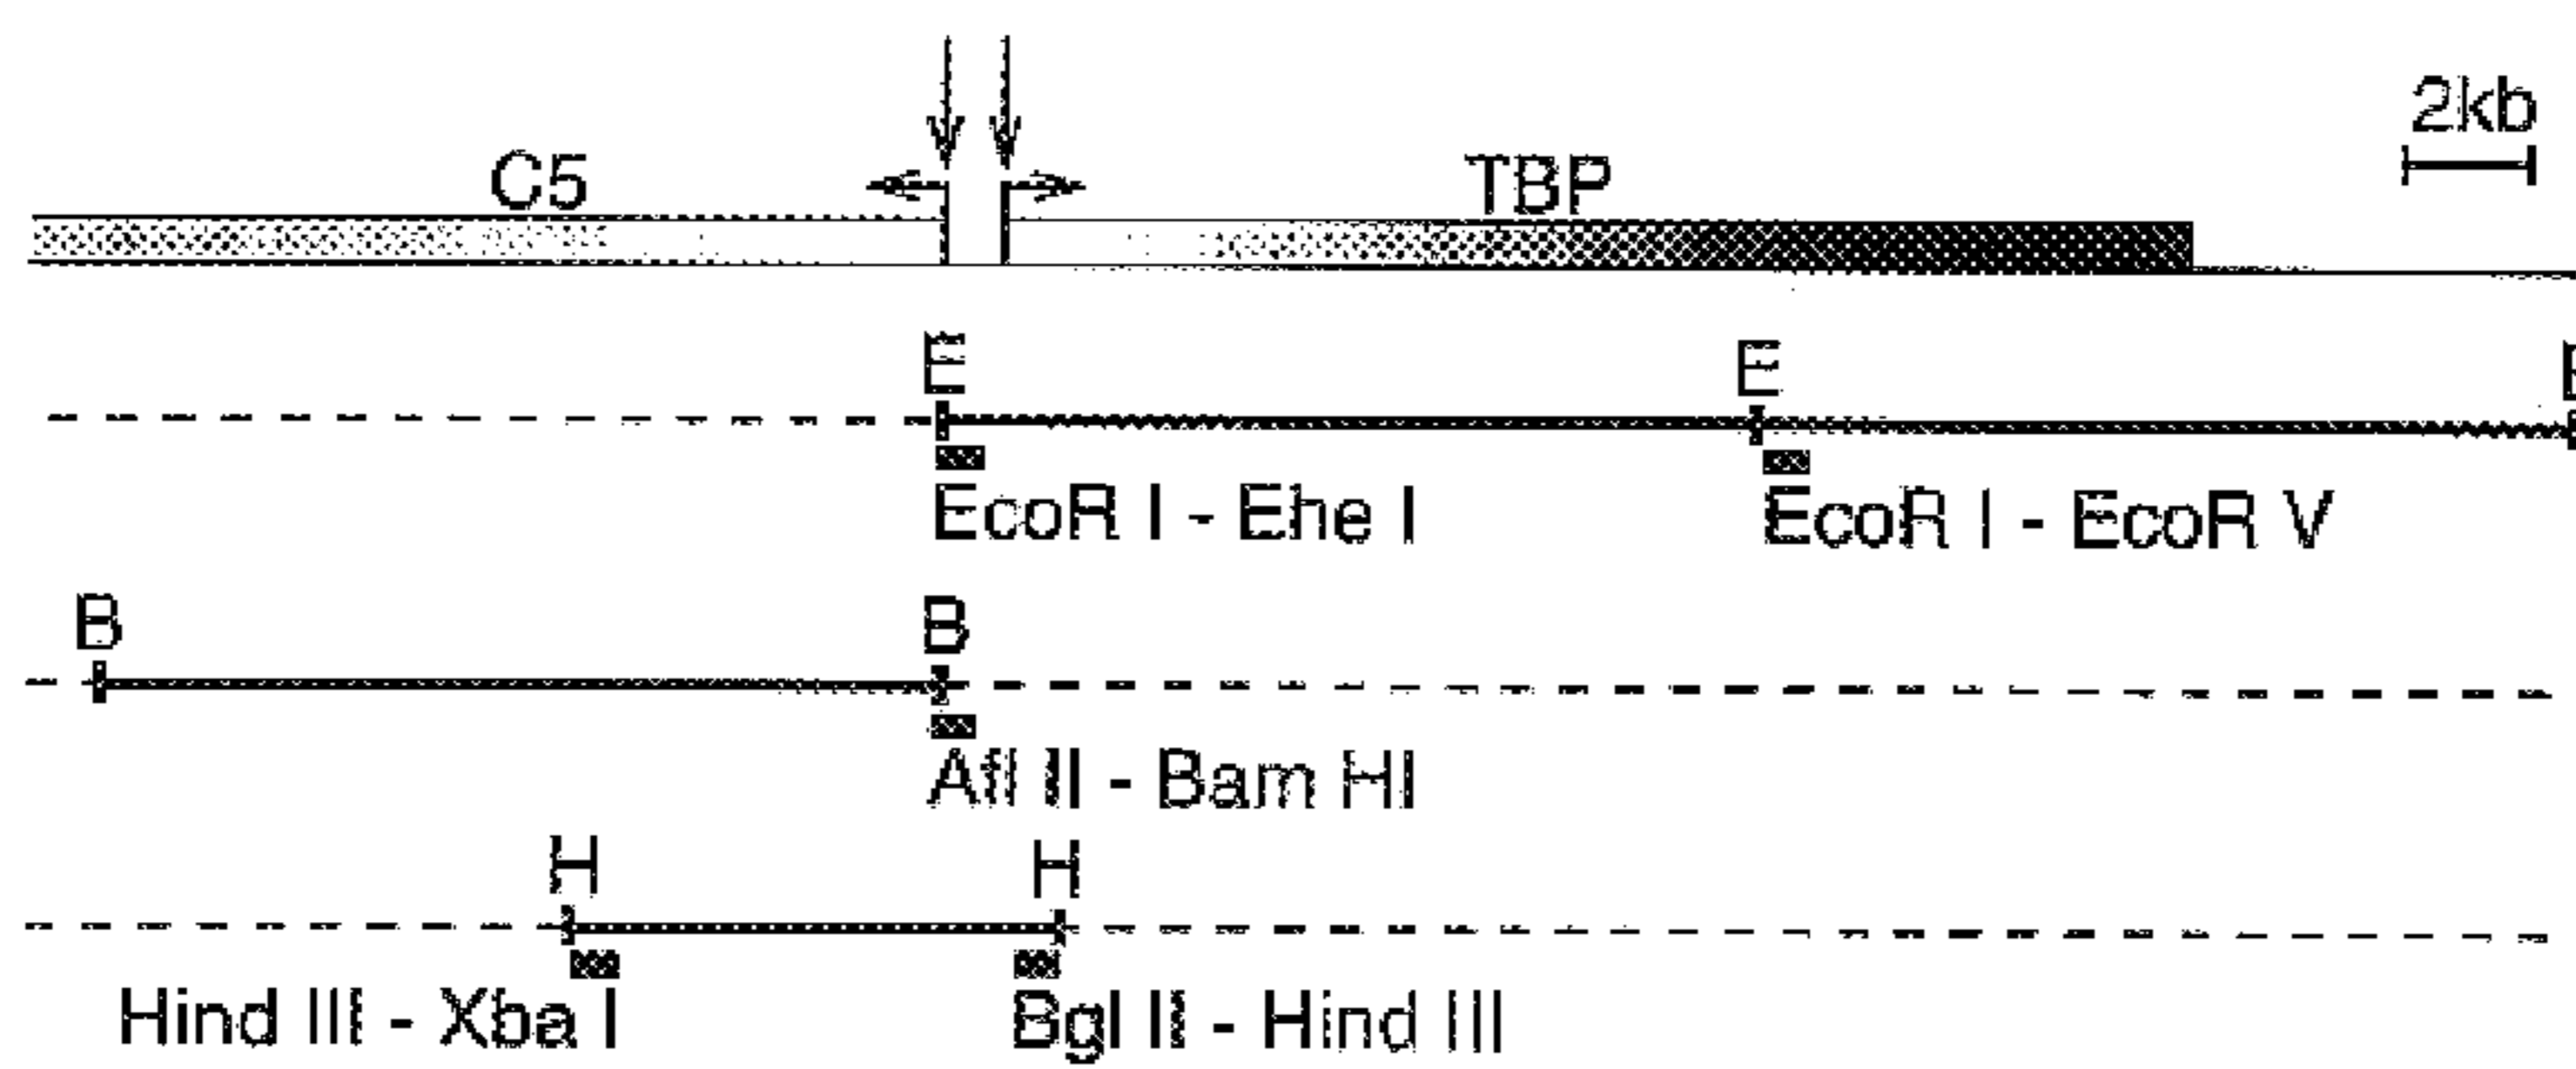 2kb
C5 TBP
E E E
EcoR I - Ehe I EcoR I - EcoR V
B B
Afl II - Bam HI
H H
Hind III - Xba I Bgl II - Hind III